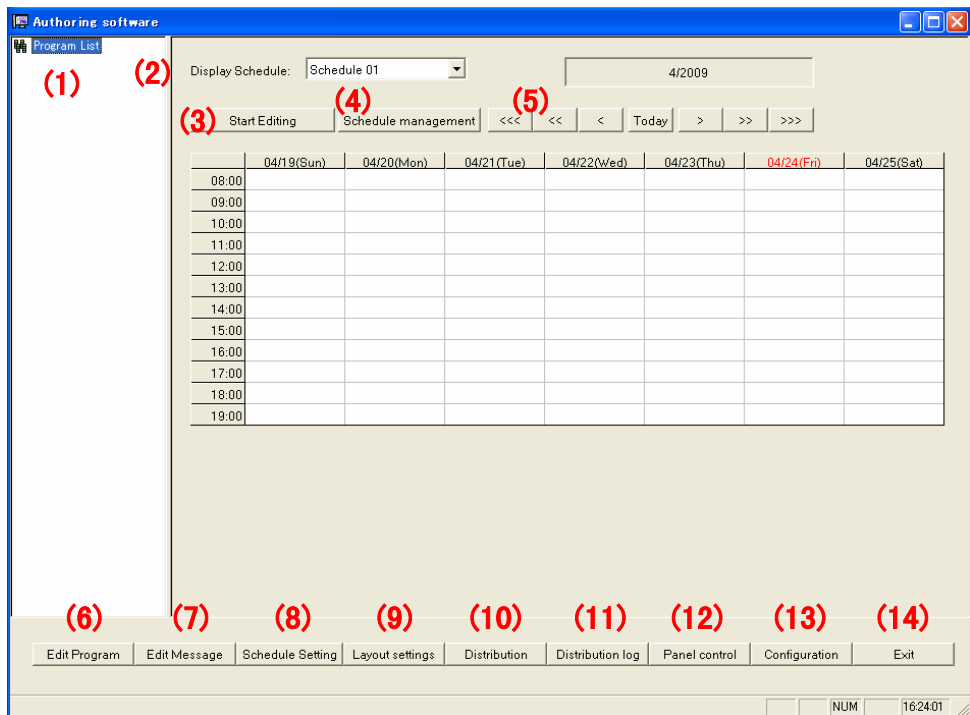 Authoring software
Program List
(1)
(2)
Display Schedule: Schedule 01 4/2009
(3) (4) (5)
Start Editing Schedule management <<< << < Today > >> >>>
04/19(Sun) 04/20(Mon) 04/21(Tue) 04/22(Wed) 04/23(Thu) 04/24(Fri) 04/25(Sat)
08:00
09:00
10:00
11:00
12:00
13:00
14:00
15:00
16:00
17:00
18:00
19:00
(6) (7) (8) (9) (10) (11) (12) (13) (14)
Edit Program Edit Message Schedule Setting Layout settings Distribution Distribution log Panel control Configuration Exit
NUM 16:24:01